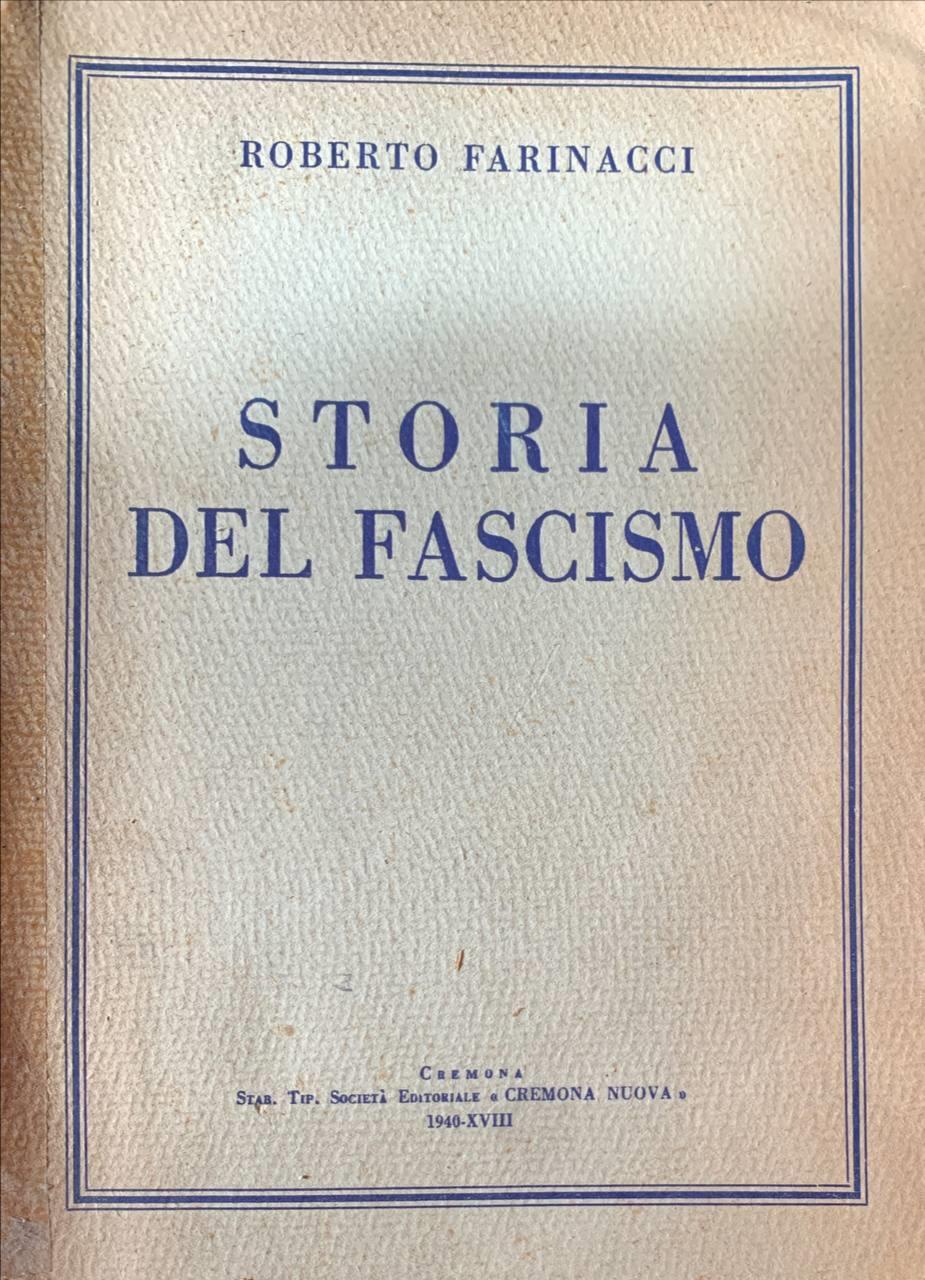 ROBERTO FARINACCI
STORIA
DEL FASCISMO
CREMONA
STAB. TIP. SOCIETÀ EDITORIALE « CREMONA NUOVA »
1940-XVIII